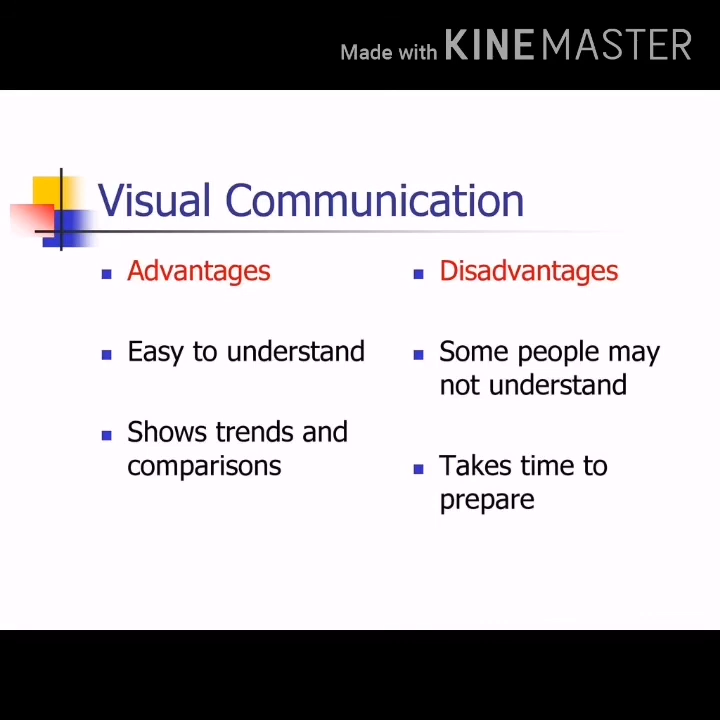 Made with KINEMASTER
Visual Communication
Advantages
Easy to understand
Shows trends and
comparisons
Disadvantages
Some people may
not understand
Takes time to
prepare